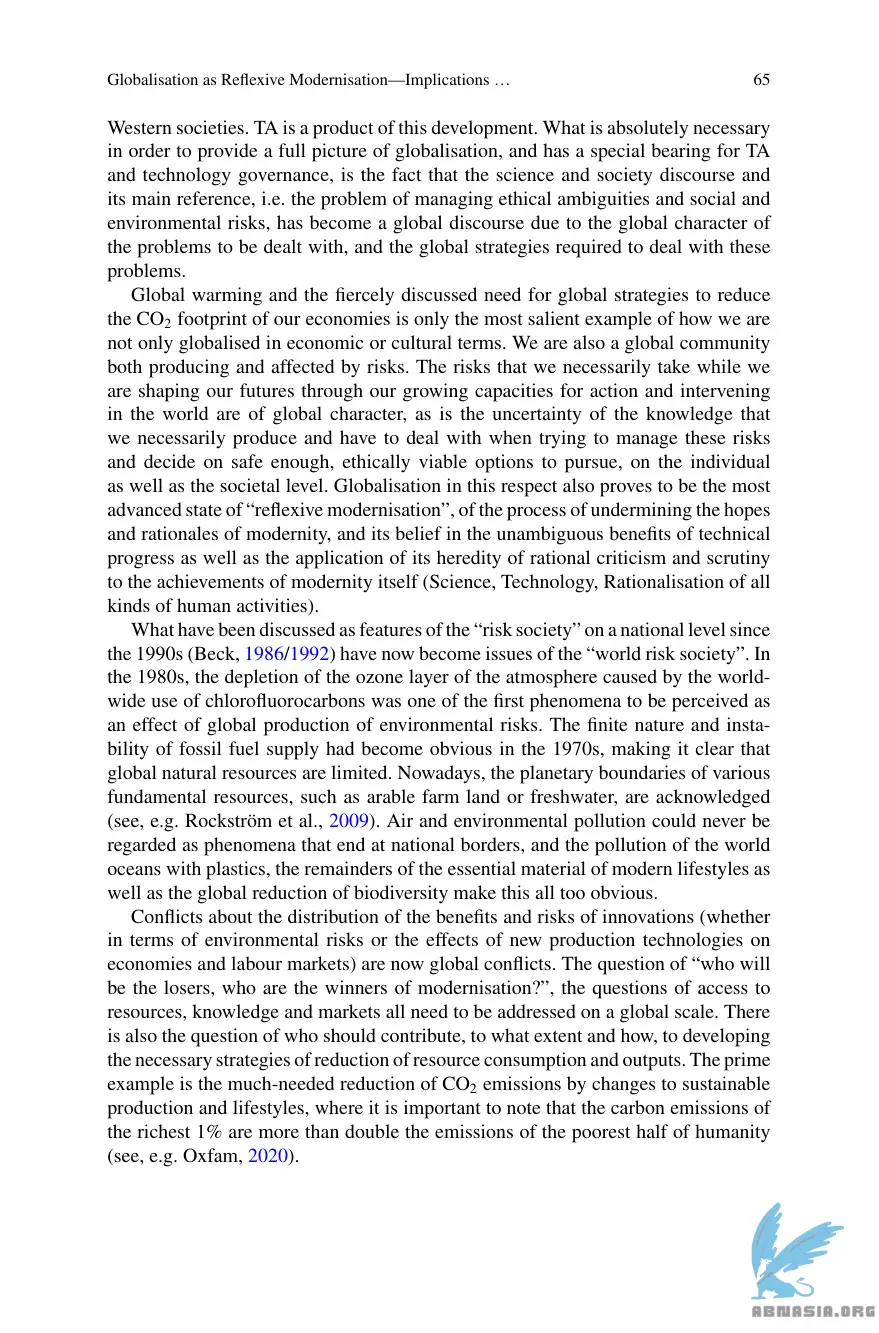 Globalisation as Reflexive Modernisation—Implications … 65
Western societies. TA is a product of this development. What is absolutely necessary
in order to provide a full picture of globalisation, and has a special bearing for TA
and technology governance, is the fact that the science and society discourse and
its main reference, i.e. the problem of managing ethical ambiguities and social and
environmental risks, has become a global discourse due to the global character of
the problems to be dealt with, and the global strategies required to deal with these
problems.
Global warming and the fiercely discussed need for global strategies to reduce
the CO₂ footprint of our economies is only the most salient example of how we are
not only globalised in economic or cultural terms. We are also a global community
both producing and affected by risks. The risks that we necessarily take while we
are shaping our futures through our growing capacities for action and intervening
in the world are of global character, as is the uncertainty of the knowledge that
we necessarily produce and have to deal with when trying to manage these risks
and decide on safe enough, ethically viable options to pursue, on the individual
as well as the societal level. Globalisation in this respect also proves to be the most
advanced state of “reflexive modernisation”, of the process of undermining the hopes
and rationales of modernity, and its belief in the unambiguous benefits of technical
progress as well as the application of its heredity of rational criticism and scrutiny
to the achievements of modernity itself (Science, Technology, Rationalisation of all
kinds of human activities).
What have been discussed as features of the “risk society” on a national level since
the 1990s (Beck, 1986/1992) have now become issues of the “world risk society”. In
the 1980s, the depletion of the ozone layer of the atmosphere caused by the world-
wide use of chlorofluorocarbons was one of the first phenomena to be perceived as
an effect of global production of environmental risks. The finite nature and insta-
bility of fossil fuel supply had become obvious in the 1970s, making it clear that
global natural resources are limited. Nowadays, the planetary boundaries of various
fundamental resources, such as arable farm land or freshwater, are acknowledged
(see, e.g. Rockström et al., 2009). Air and environmental pollution could never be
regarded as phenomena that end at national borders, and the pollution of the world
oceans with plastics, the remainders of the essential material of modern lifestyles as
well as the global reduction of biodiversity make this all too obvious.
Conflicts about the distribution of the benefits and risks of innovations (whether
in terms of environmental risks or the effects of new production technologies on
economies and labour markets) are now global conflicts. The question of “who will
be the losers, who are the winners of modernisation?”, the questions of access to
resources, knowledge and markets all need to be addressed on a global scale. There
is also the question of who should contribute, to what extent and how, to developing
the necessary strategies of reduction of resource consumption and outputs. The prime
example is the much-needed reduction of CO₂ emissions by changes to sustainable
production and lifestyles, where it is important to note that the carbon emissions of
the richest 1% are more than double the emissions of the poorest half of humanity
(see, e.g. Oxfam, 2020).
ABNASIA.ORG